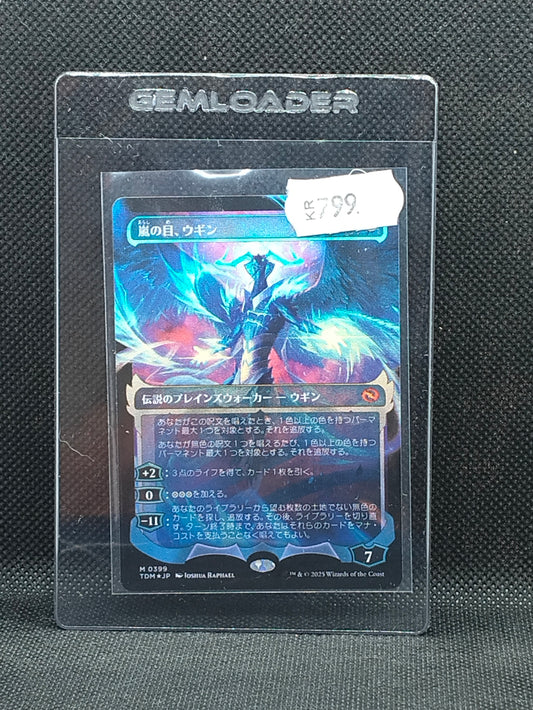 GEMLOADER
KR 799.
嵐の目、ウギン
伝説のプレインズウォーカー ― ウギン
あなたがこの呪文を唱えたとき、1色以上の色を持つパーマ
ネント最大1つを対象とする。それを追放する。
あなたが無色の呪文1つを唱えるたび、1色以上の色を持つ
パーマネント最大1つを対象とする。それを追放する。
+2: 3点のライフを得て、カード1枚を引く。
0: を加える。
-11: あなたのライブラリーから望む枚数の土地でない無色の
カードを探し、追放する。その後、ライブラリーを切り直
す。ターン終了時まで、あなたはそれらのカードをマナ・
コストを支払うことなく唱えてもよい。
7
M 0399
TDM★JP Joshua Raphael
™ & © 2025 Wizards of the Coast